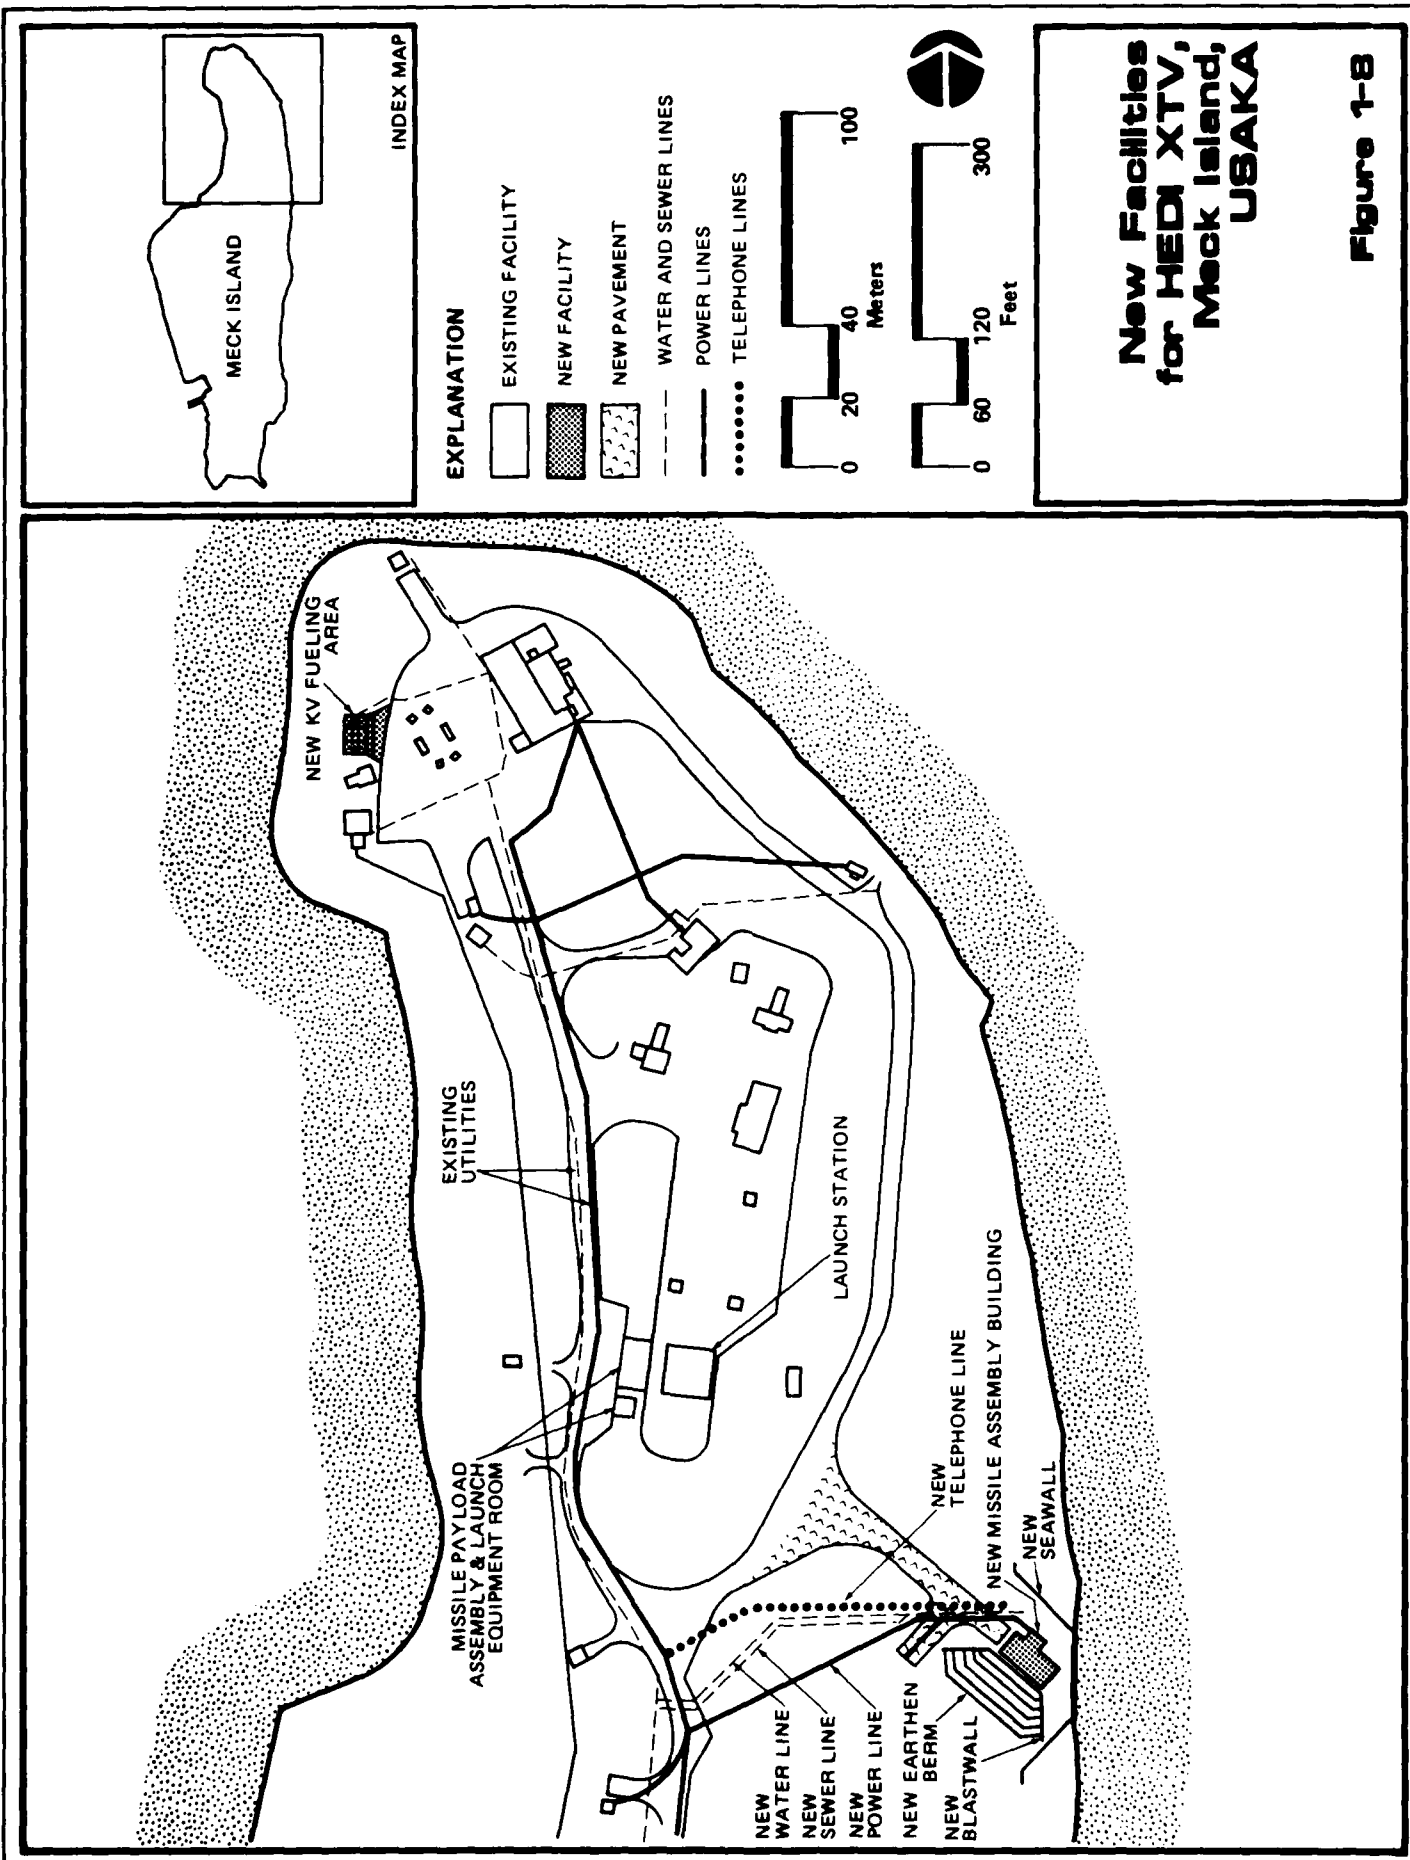 NEW KV FUELING
AREA
EXISTING
UTILITIES
MISSILE PAYLOAD
ASSEMBLY & LAUNCH
EQUIPMENT ROOM
LAUNCH STATION
NEW
TELEPHONE LINE
NEW MISSILE ASSEMBLY BUILDING
NEW
SEAWALL
NEW
WATER LINE
NEW
SEWER LINE
NEW
POWER LINE
NEW EARTHEN
BERM
NEW
BLASTWALL
MECK ISLAND
INDEX MAP
EXPLANATION
EXISTING FACILITY
NEW FACILITY
NEW PAVEMENT
WATER AND SEWER LINES
POWER LINES
TELEPHONE LINES
0 20 40 100
Meters
0 60 120 300
Feet
New Facilities
for HEDI XTV,
Meck Island,
USAKA
Figure 1-8